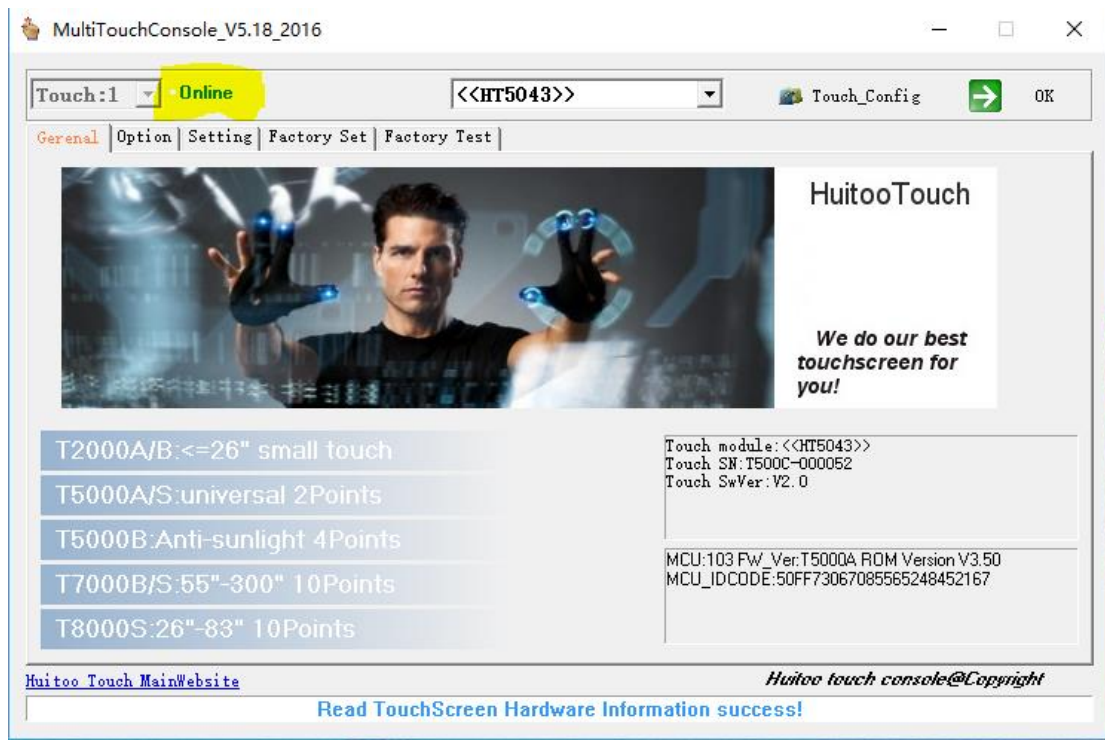 MultiTouchConsole_V5.18_2016
Touch:1 Online <<HT5043>> Touch_Config OK
Gerenal Option Setting Factory Set Factory Test
HuitooTouch
We do our best
touchscreen for
you!
T2000A/B:<=26" small touch
T5000A/S:universal 2Points
T5000B:Anti-sunlight 4Points
T7000B/S:55"-300" 10Points
T8000S:26"-83" 10Points
Touch module:<<HT5043>>
Touch SN:T500C-000052
Touch SwVer:V2.0
MCU:103 FW_Ver:T5000A ROM Version V3.50
MCU_IDCODE:50FF73067085565248452167
Huitoo Touch MainWebsite
Huitoo touch console@Copyright
Read TouchScreen Hardware Information success!